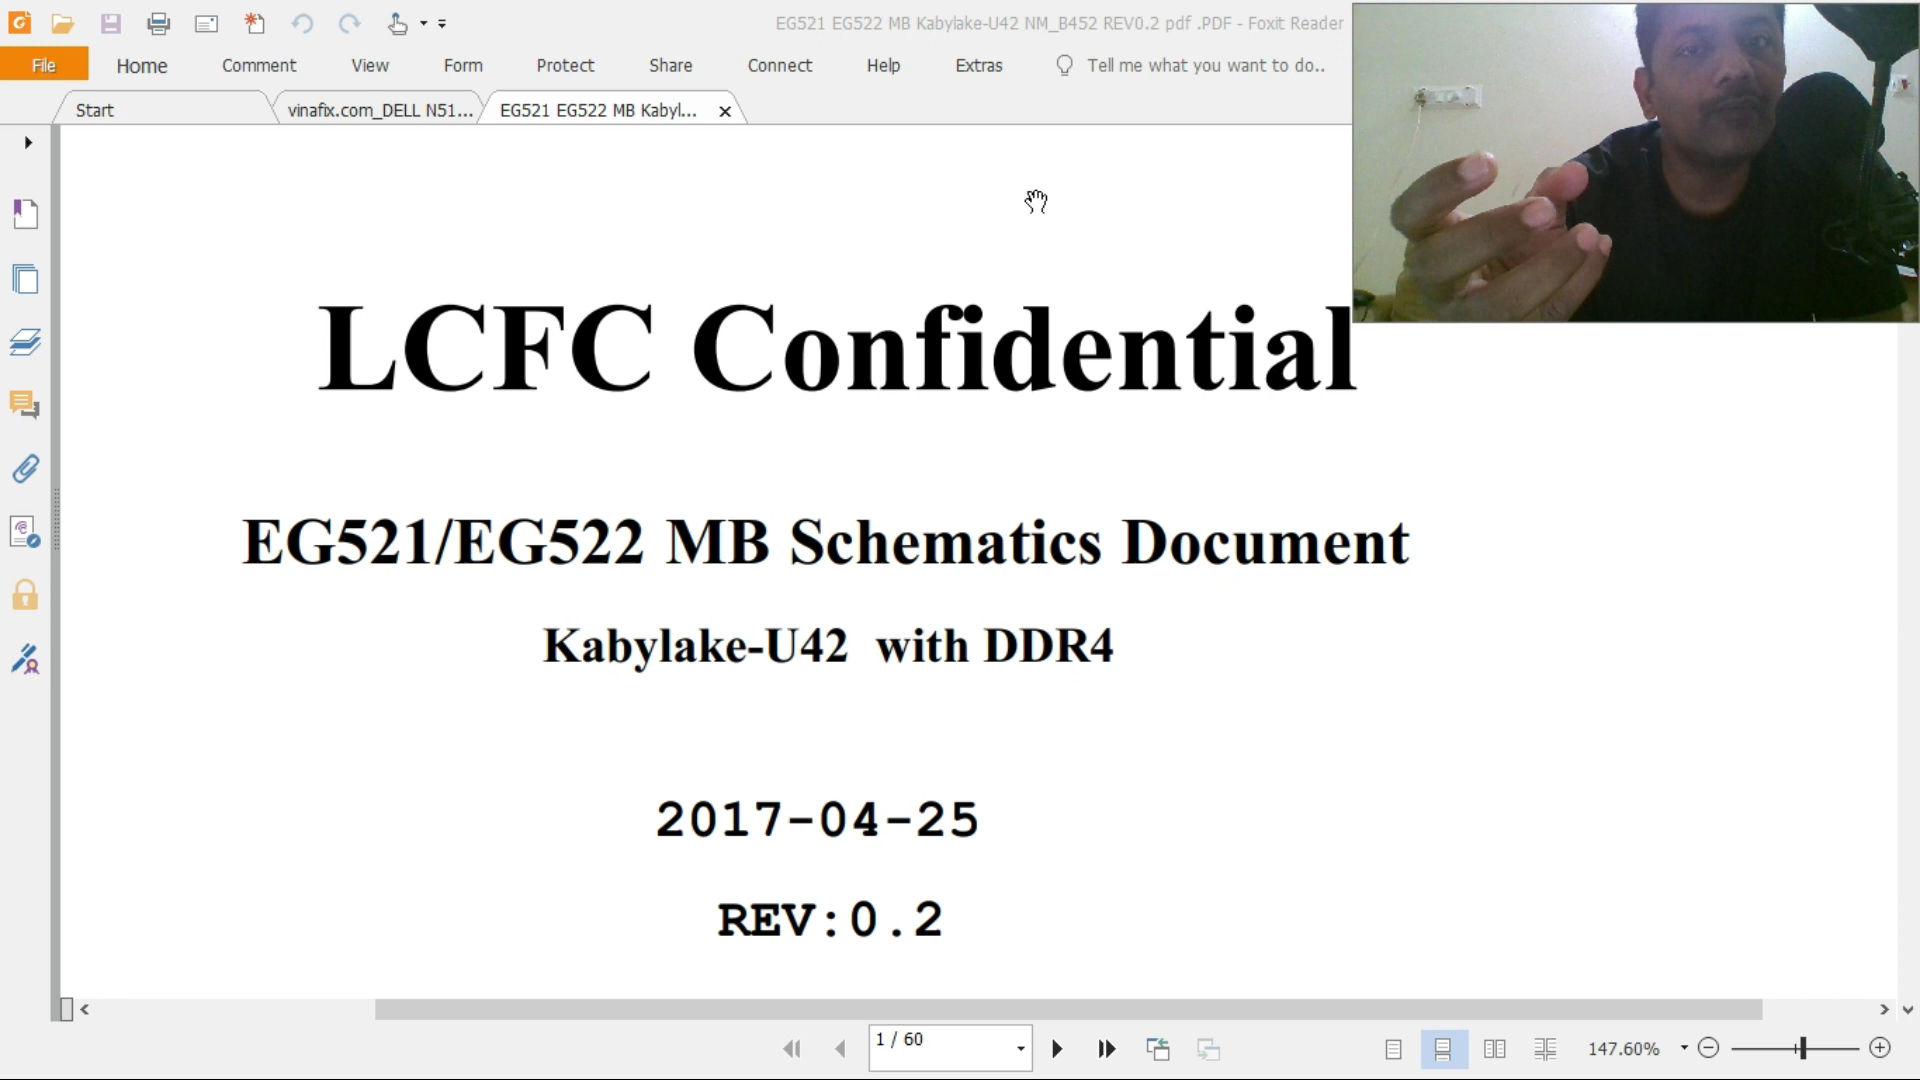 EG521 EG522 MB Kabylake-U42 NM_B452 REV0.2 pdf .PDF - Foxit Reader
File Home Comment View Form Protect Share Connect Help Extras Tell me what you want to do..
Start vinafix.com_DELL N51... EG521 EG522 MB Kabyl...
LCFC Confidential
EG521/EG522 MB Schematics Document
Kabylake-U42 with DDR4
2017-04-25
REV:0.2
1 / 60 147.60%